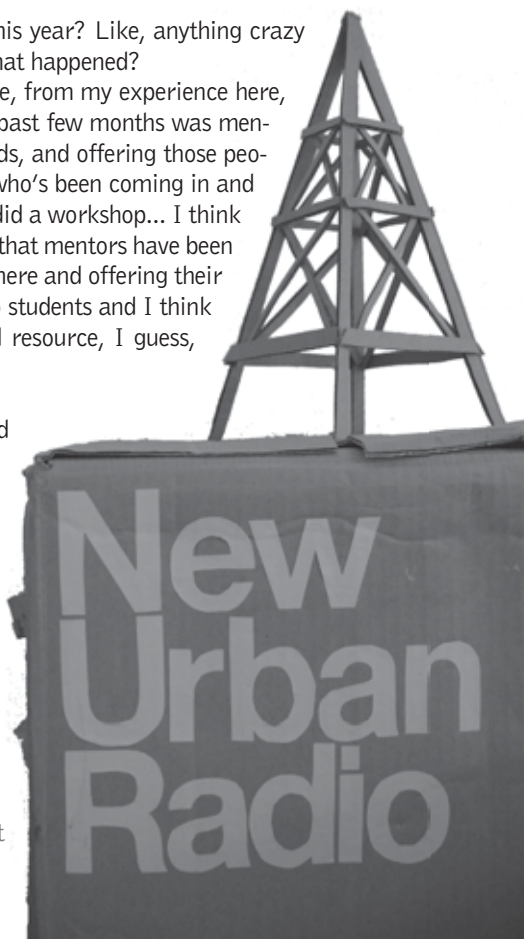 his year? Like, anything crazy
hat happened?
e, from my experience here,
past few months was men-
ds, and offering those peo-
who's been coming in and
did a workshop... I think
that mentors have been
here and offering their
students and I think
resource, I guess,
d
New
Urban
Radio
t